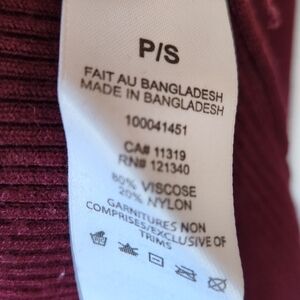 P/S
FAIT AU BANGLADESH
MADE IN BANGLADESH
100041451
CA# 11319
RN# 121340
80% VISCOSE
20% NYLON
GARNITURES NON
COMPRISES/EXCLUSIVE OF
TRIMS